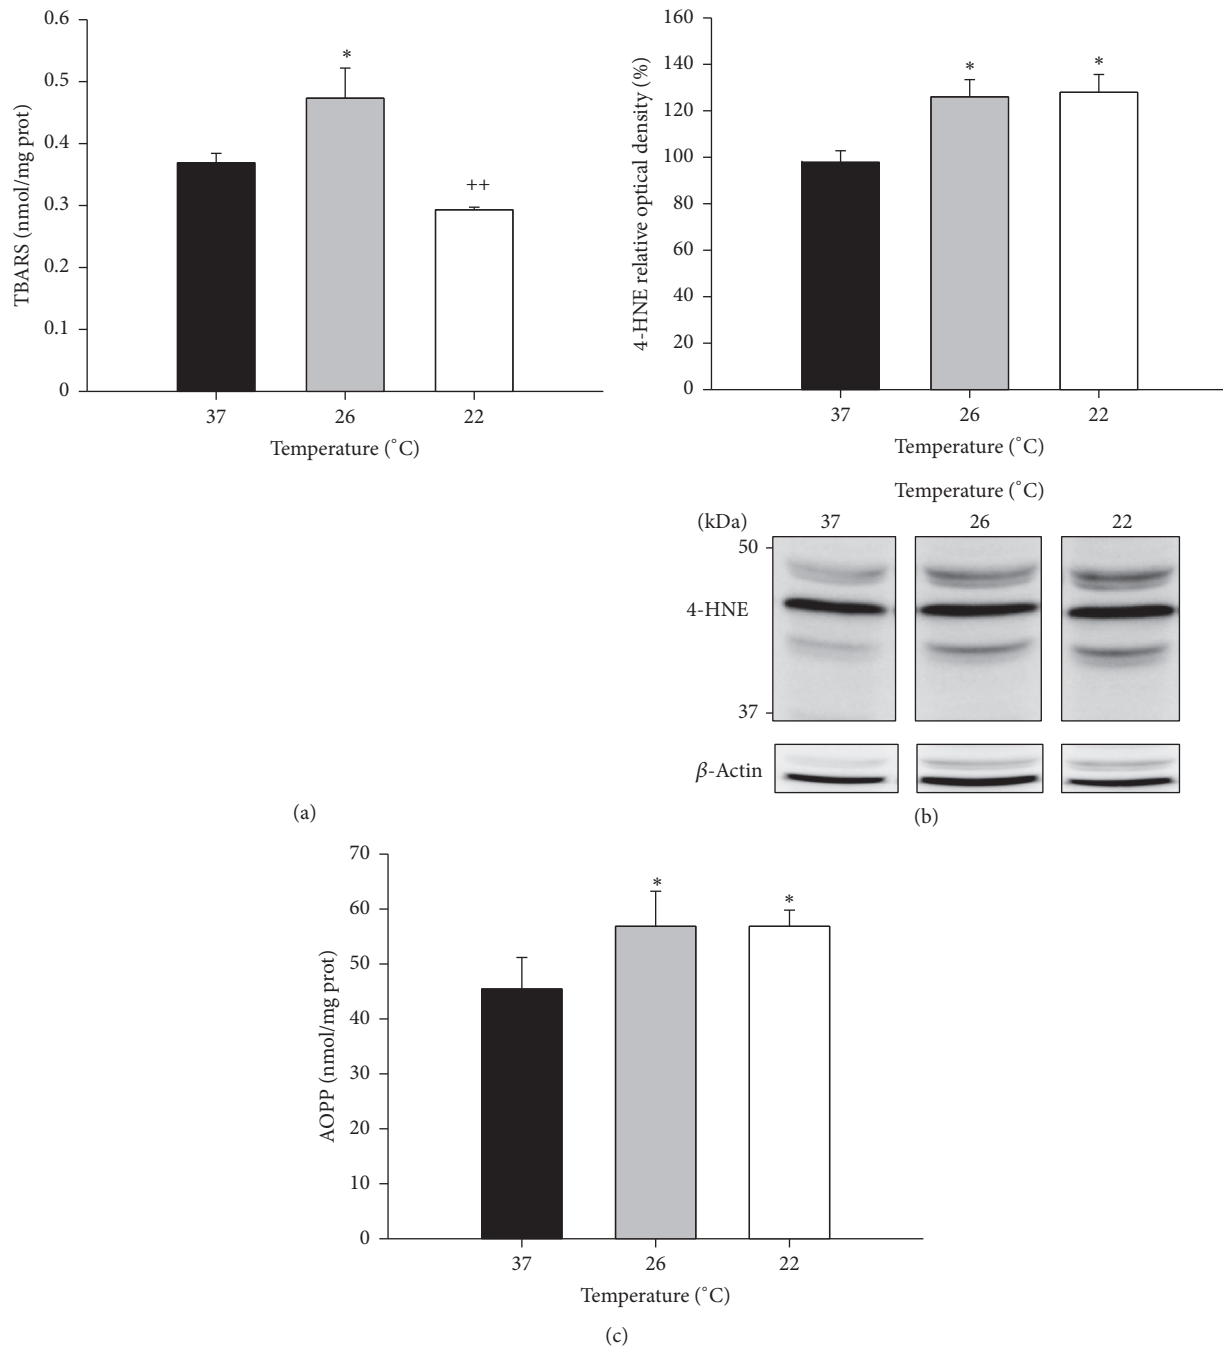 TBARS (nmol/mg prot)
0.6
0.5
0.4
0.3
0.2
0.1
0
*
++
37 26 22
Temperature (˚C)
(a)
4-HNE relative optical density (%)
160
140
120
100
80
60
40
20
0
* *
37 26 22
Temperature (˚C)
Temperature (˚C)
(kDa) 37 26 22
50
4-HNE
37
β-Actin
(b)
AOPP (nmol/mg prot)
70
60
50
40
30
20
10
0
* *
37 26 22
Temperature (˚C)
(c)